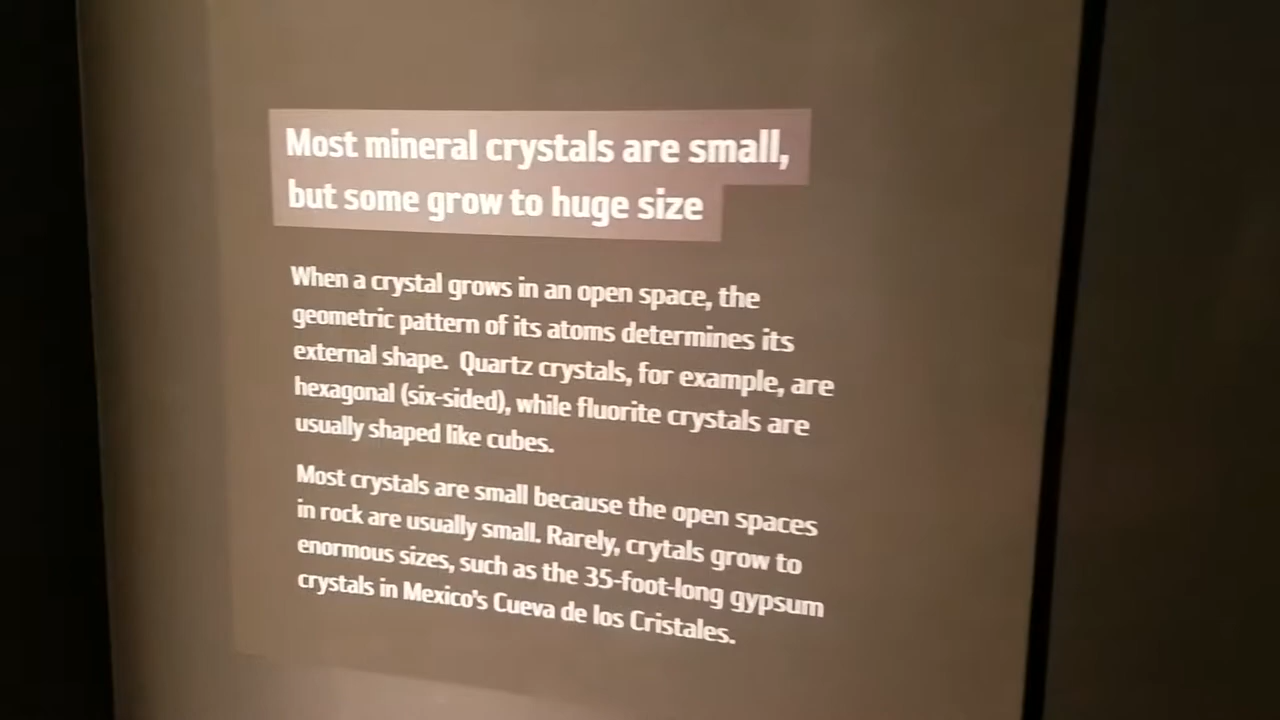 Most mineral crystals are small,
but some grow to huge size
When a crystal grows in an open space, the
geometric pattern of its atoms determines its
external shape.  Quartz crystals, for example, are
hexagonal (six-sided), while fluorite crystals are
usually shaped like cubes.
Most crystals are small because the open spaces
in rock are usually small. Rarely, crytals grow to
enormous sizes, such as the 35-foot-long gypsum
crystals in Mexico's Cueva de los Cristales.